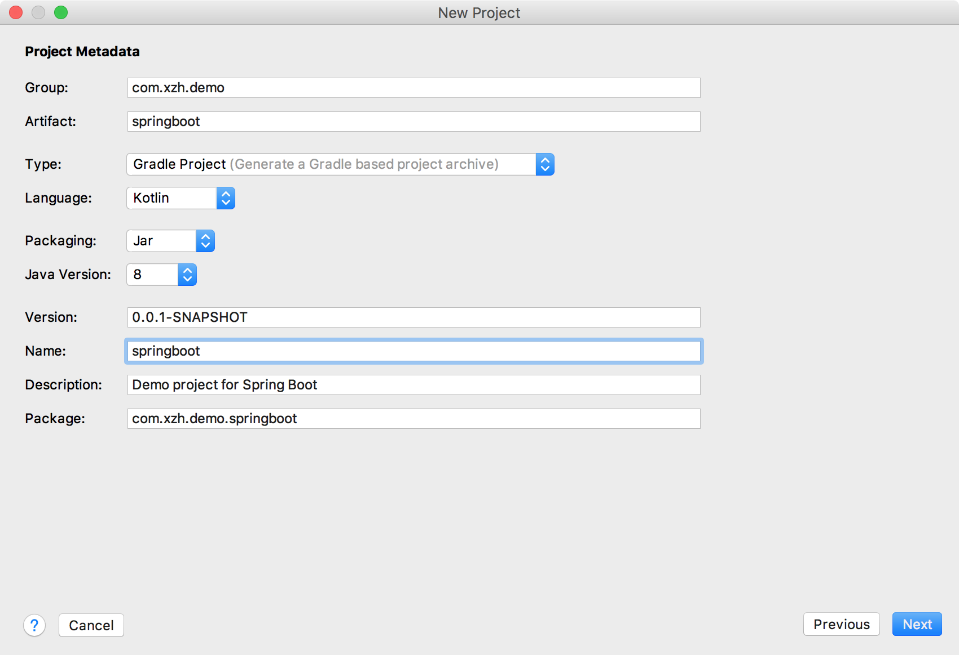 New Project
Project Metadata
Group: com.xzh.demo
Artifact: springboot
Type: Gradle Project (Generate a Gradle based project archive)
Language: Kotlin
Packaging: Jar
Java Version: 8
Version: 0.0.1-SNAPSHOT
Name: springboot
Description: Demo project for Spring Boot
Package: com.xzh.demo.springboot
? Cancel Previous Next